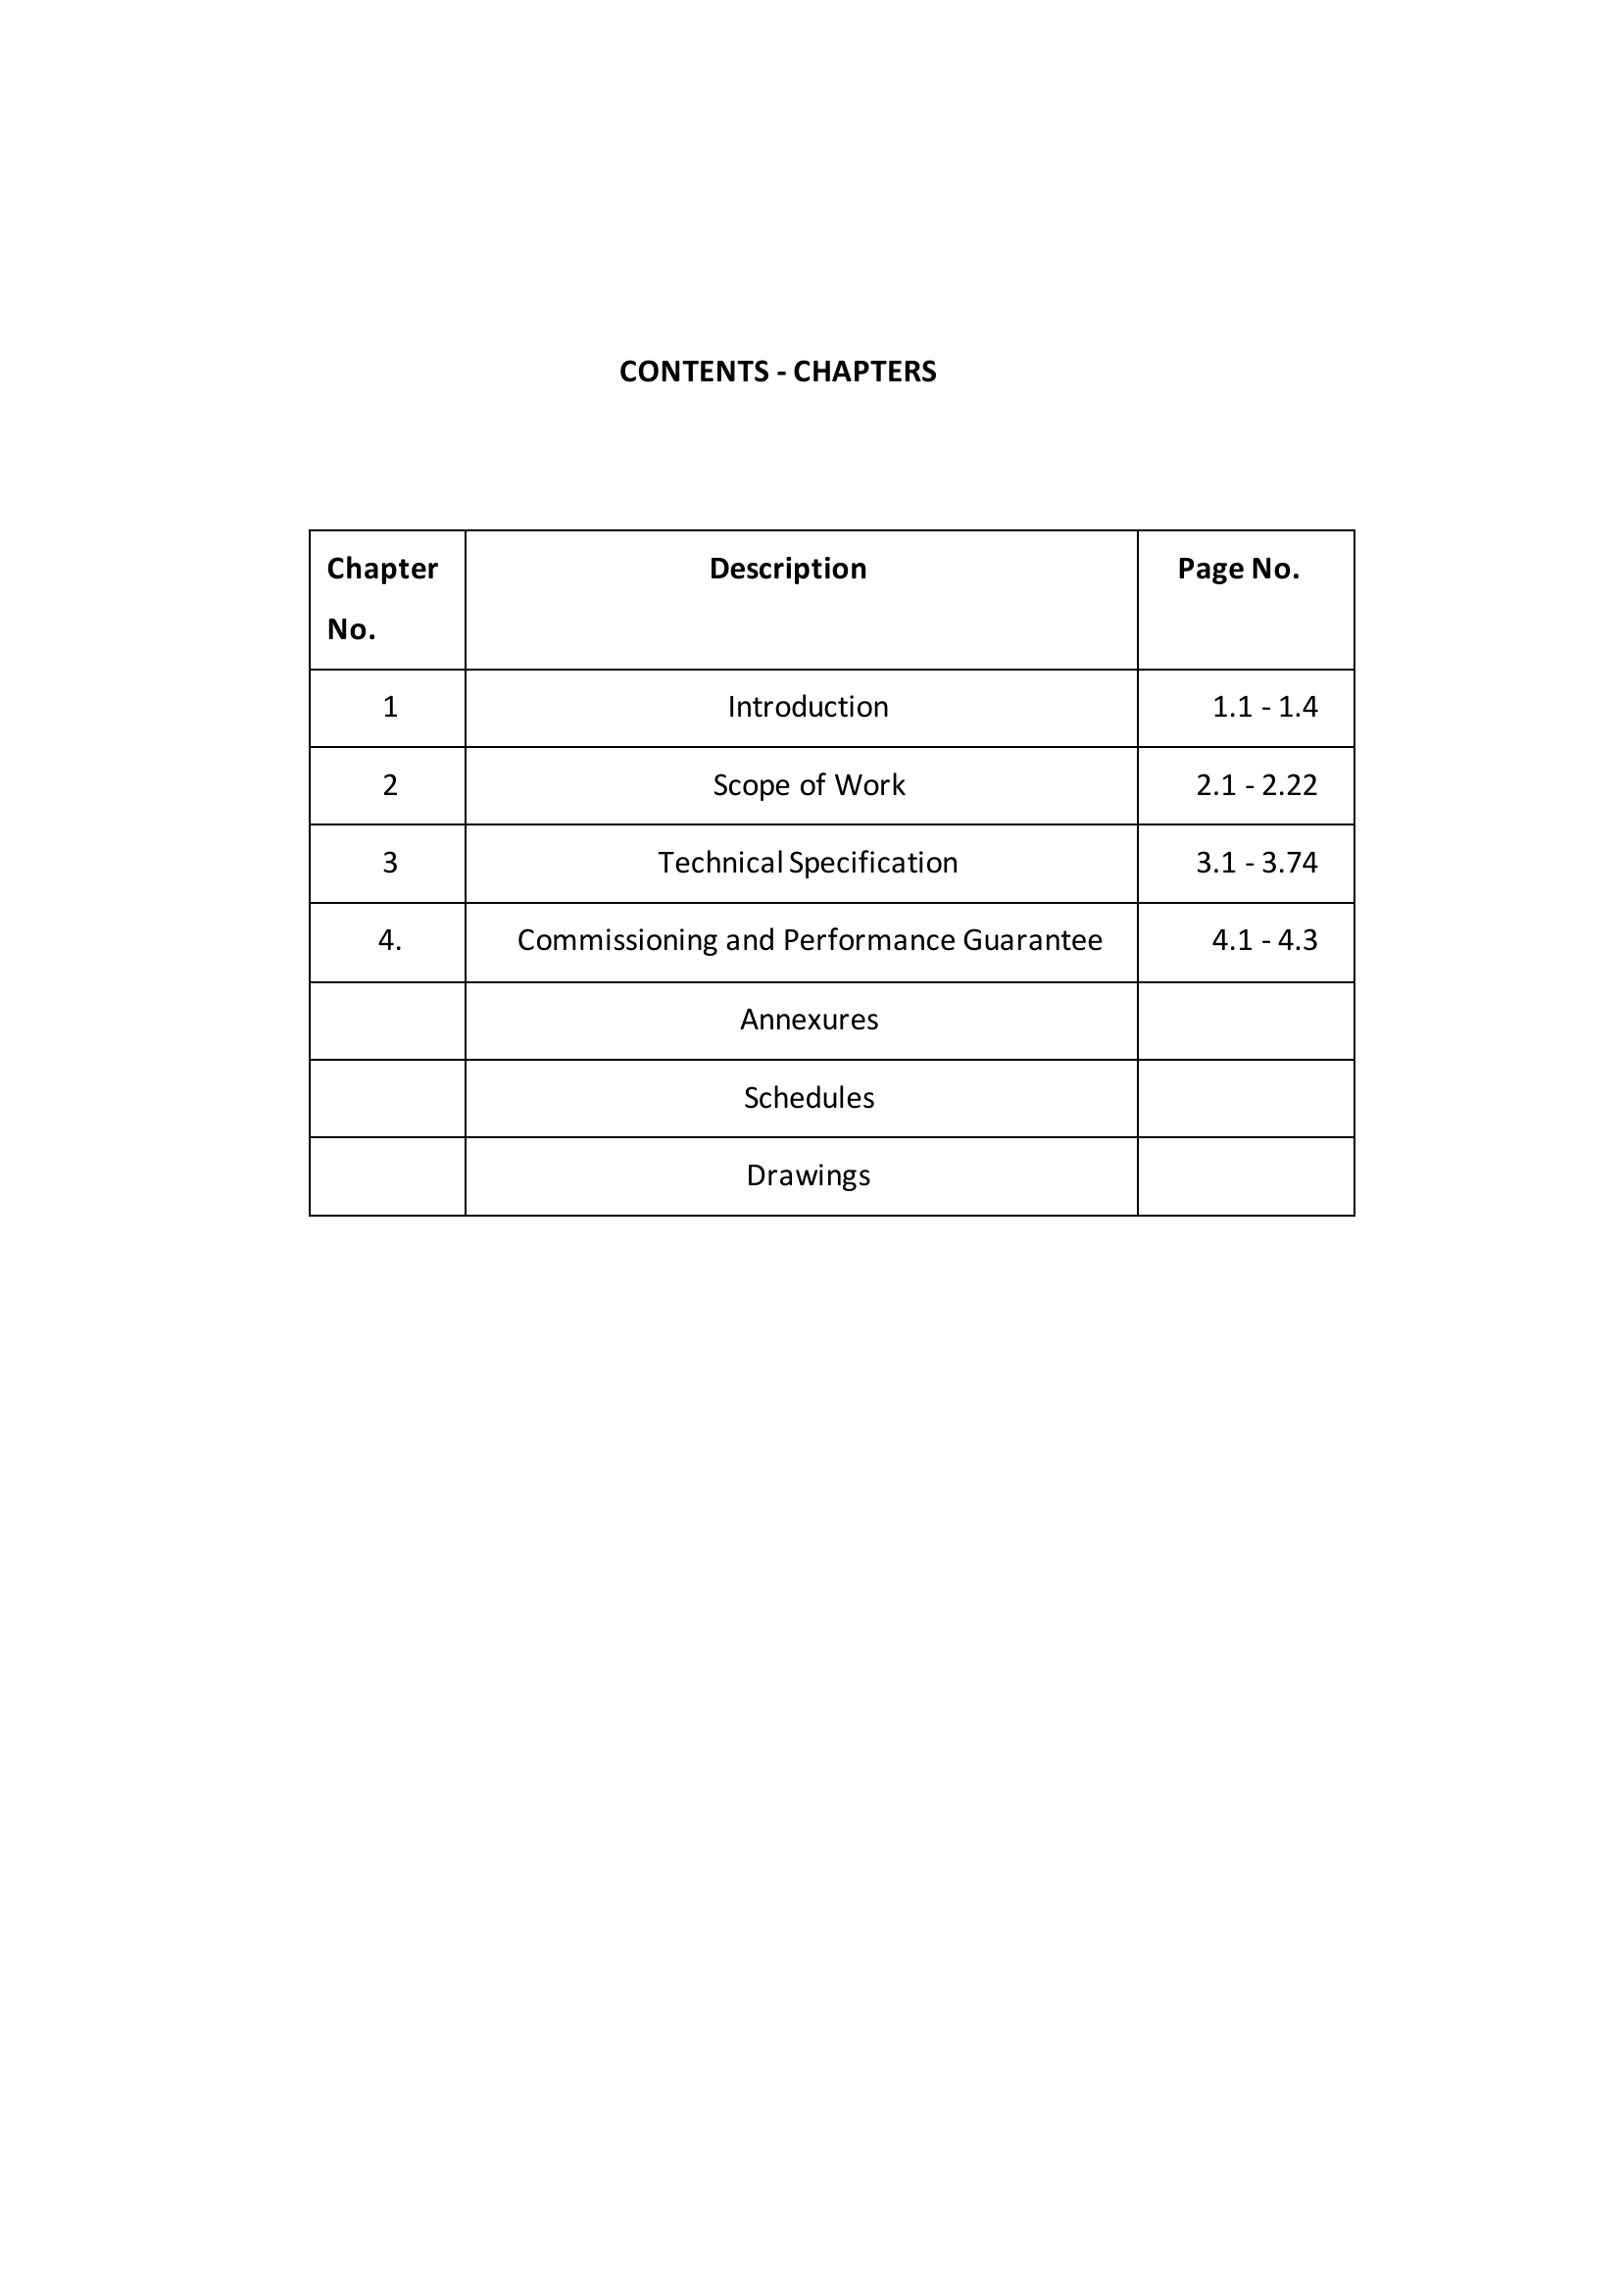 CONTENTS - CHAPTERS
Chapter No. Description Page No.
1 Introduction 1.1 - 1.4
2 Scope of Work 2.1 - 2.22
3 Technical Specification 3.1 - 3.74
4. Commissioning and Performance Guarantee 4.1 - 4.3
Annexures
Schedules
Drawings